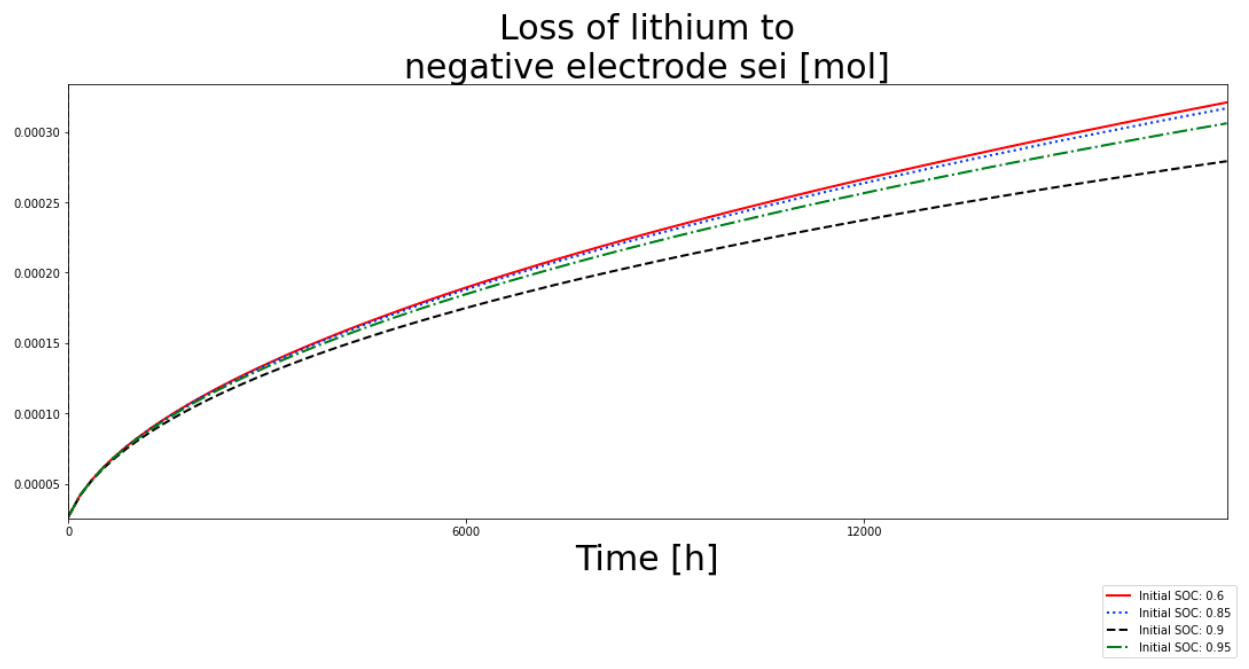 Loss of lithium to
negative electrode sei [mol]
0.00030
0.00025
0.00020
0.00015
0.00010
0.00005
0 6000 12000
Time [h]
Initial SOC: 0.6
Initial SOC: 0.85
Initial SOC: 0.9
Initial SOC: 0.95